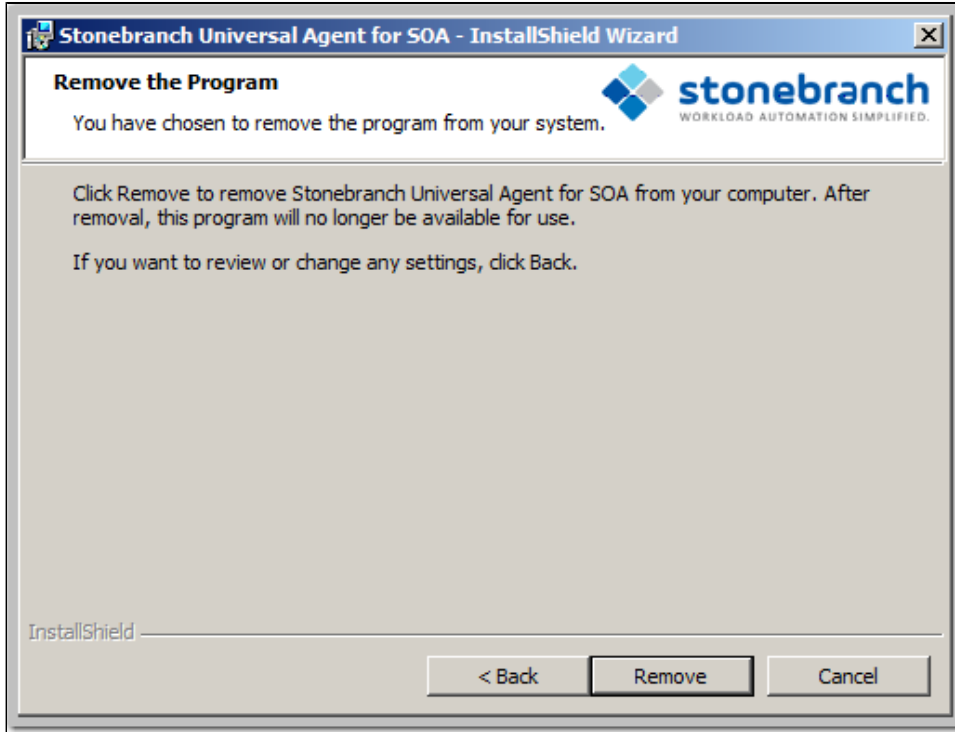 Stonebranch Universal Agent for SOA - InstallShield Wizard
Remove the Program
You have chosen to remove the program from your system.
stonebranch
WORKLOAD AUTOMATION SIMPLIFIED.
Click Remove to remove Stonebranch Universal Agent for SOA from your computer. After
removal, this program will no longer be available for use.
If you want to review or change any settings, click Back.
InstallShield
< Back
Remove
Cancel